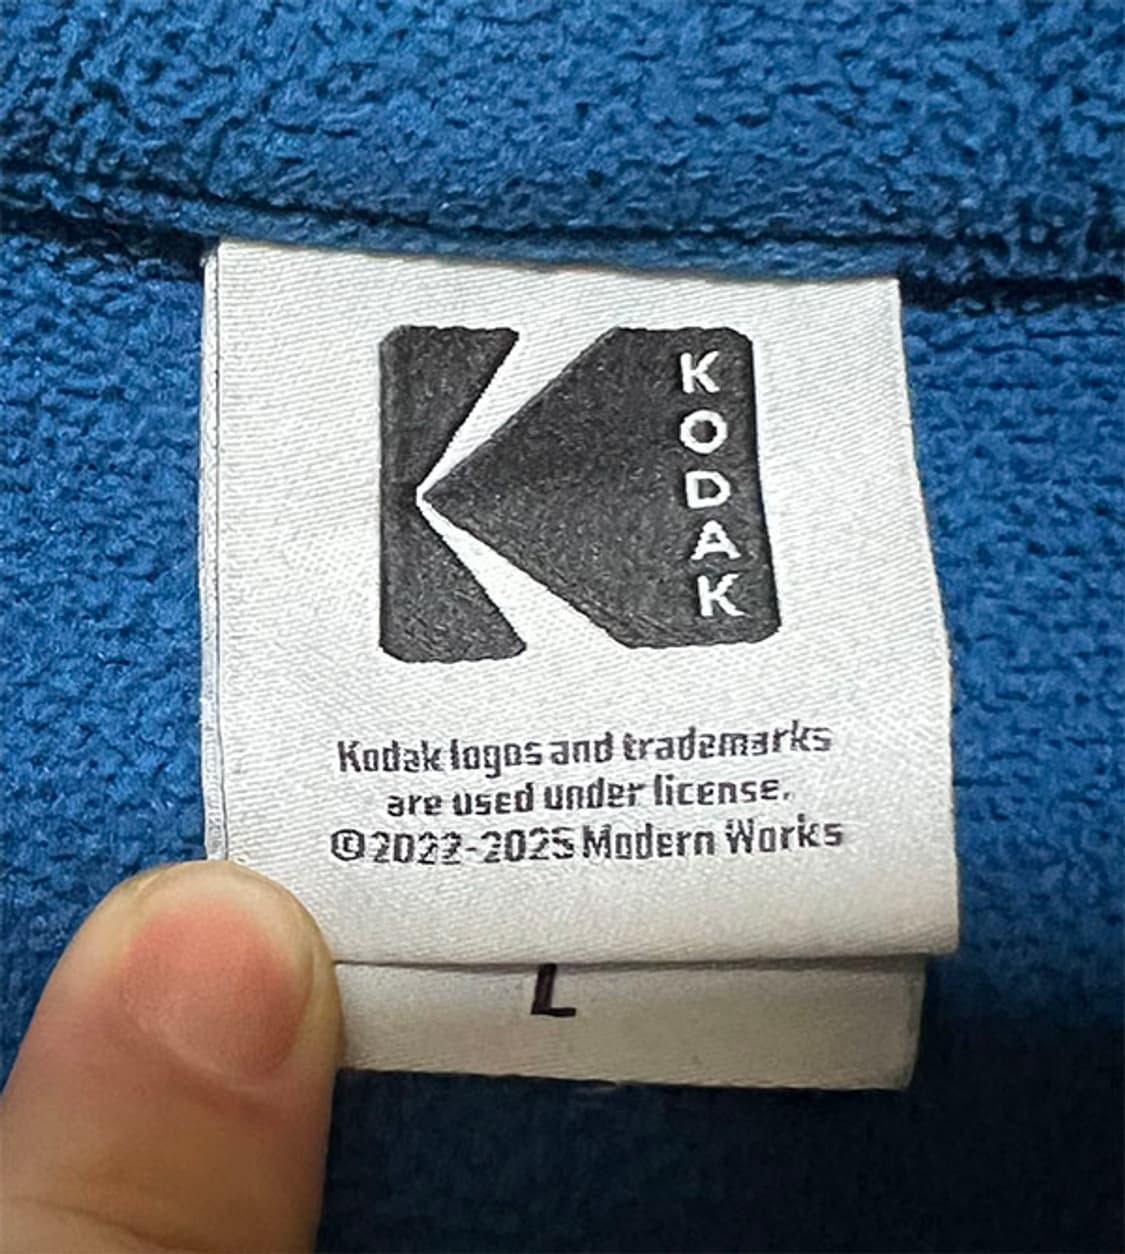 KODAK
Kodak logos and trademarks
are used under license.
©2022-2025 Modern Works
L